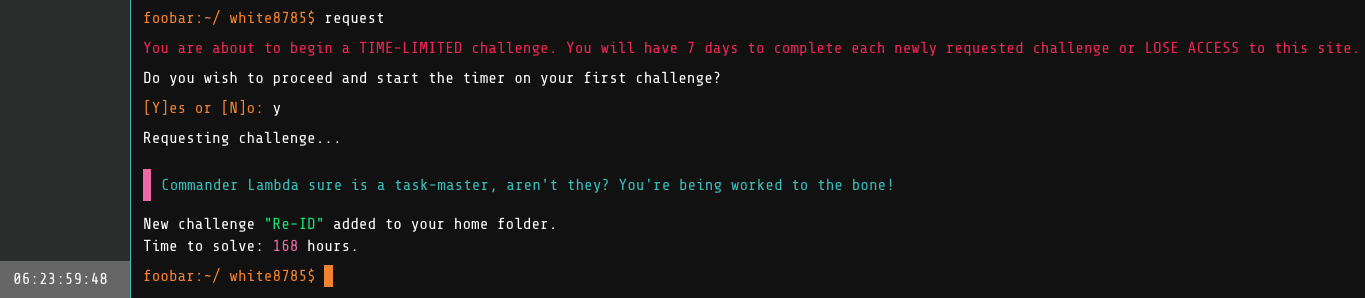 foobar:~/ white8785$ request
You are about to begin a TIME-LIMITED challenge. You will have 7 days to complete each newly requested challenge or LOSE ACCESS to this site.
Do you wish to proceed and start the timer on your first challenge?
[Y]es or [N]o: y
Requesting challenge...
Commander Lambda sure is a task-master, aren't they? You're being worked to the bone!
New challenge "Re-ID" added to your home folder.
Time to solve: 168 hours.
foobar:~/ white8785$
06:23:59:48